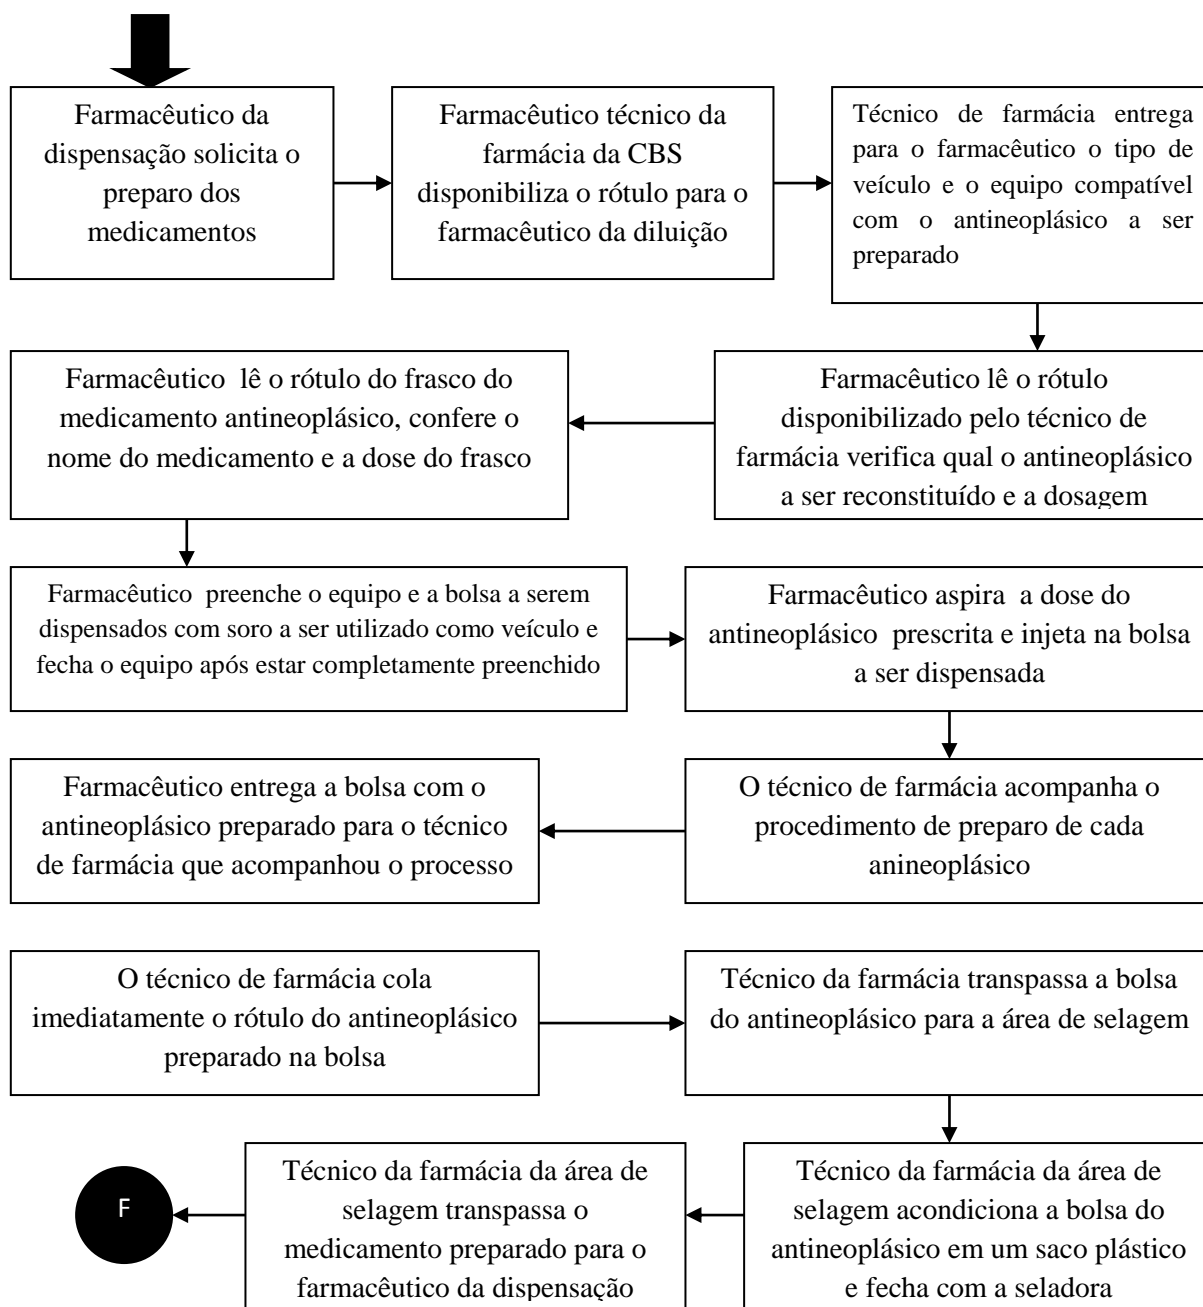 Farmacêutico da
dispensação solicita o
preparo dos
medicamentos
Farmacêutico técnico da
farmácia da CBS
disponibiliza o rótulo para o
farmacêutico da diluição
Técnico de farmácia entrega
para o farmacêutico o tipo de
veículo e o equipo compatível
com o antineoplásico a ser
preparado
Farmacêutico lê o rótulo
disponibilizado pelo técnico de
farmácia verifica qual o antineoplásico
a ser reconstituído e a dosagem
Farmacêutico lê o rótulo do frasco do
medicamento antineoplásico, confere o
nome do medicamento e a dose do frasco
Farmacêutico preenche o equipo e a bolsa a serem
dispensados com soro a ser utilizado como veículo e
fecha o equipo após estar completamente preenchido
Farmacêutico aspira a dose do
antineoplásico prescrita e injeta na bolsa
a ser dispensada
O técnico de farmácia acompanha o
procedimento de preparo de cada
anineoplásico
Farmacêutico entrega a bolsa com o
antineoplásico preparado para o técnico
de farmácia que acompanhou o processo
O técnico de farmácia cola
imediatamente o rótulo do antineoplásico
preparado na bolsa
Técnico da farmácia transpassa a bolsa
do antineoplásico para a área de selagem
Técnico da farmácia da área de
selagem acondiciona a bolsa do
antineoplásico em um saco plástico
e fecha com a seladora
Técnico da farmácia da área de
selagem transpassa o
medicamento preparado para o
farmacêutico da dispensação
F